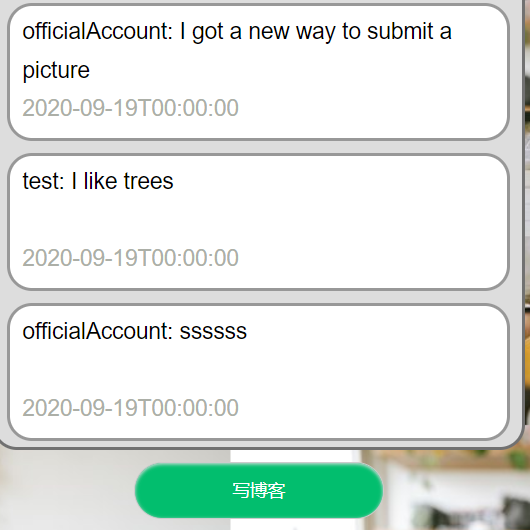 officialAccount: I got a new way to submit a
picture
2020-09-19T00:00:00
test: I like trees
2020-09-19T00:00:00
officialAccount: ssssss
2020-09-19T00:00:00
写博客